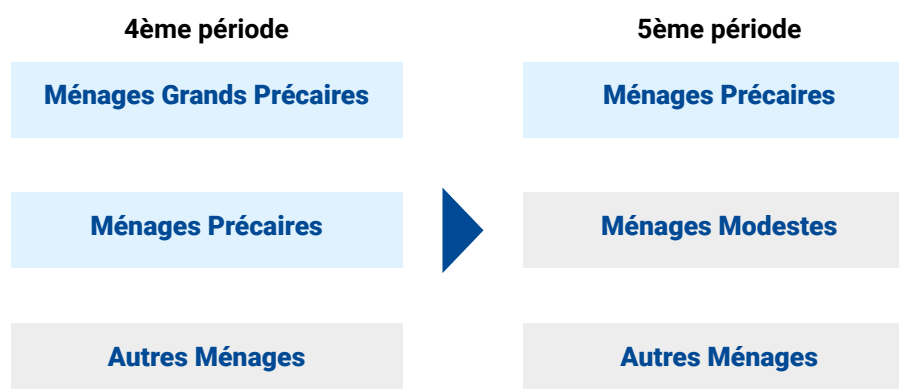 4ème période
5ème période
Ménages Grands Précaires
Ménages Précaires
Ménages Précaires
Ménages Modestes
Autres Ménages
Autres Ménages